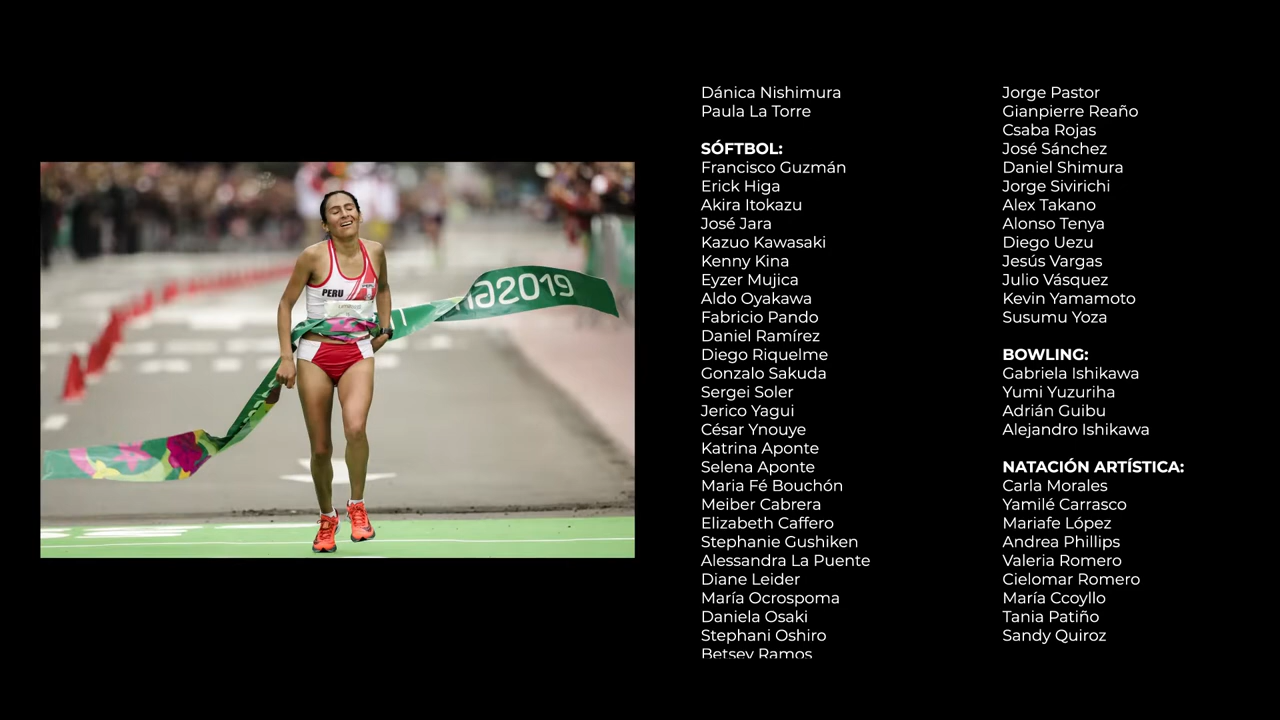 PERU
a2019
Dánica Nishimura
Paula La Torre
SÓFTBOL:
Francisco Guzmán
Erick Higa
Akira Itokazu
José Jara
Kazuo Kawasaki
Kenny Kina
Eyzer Mujica
Aldo Oyakawa
Fabricio Pando
Daniel Ramírez
Diego Riquelme
Gonzalo Sakuda
Sergei Soler
Jerico Yagui
César Ynouye
Katrina Aponte
Selena Aponte
Maria Fé Bouchón
Meiber Cabrera
Elizabeth Caffero
Stephanie Gushiken
Alessandra La Puente
Diane Leider
María Ocrospoma
Daniela Osaki
Stephani Oshiro
Betsey Ramos
Jorge Pastor
Gianpierre Reaño
Csaba Rojas
José Sánchez
Daniel Shimura
Jorge Sivirichi
Alex Takano
Alonso Tenya
Diego Uezu
Jesús Vargas
Julio Vásquez
Kevin Yamamoto
Susumu Yoza
BOWLING:
Gabriela Ishikawa
Yumi Yuzuriha
Adrián Guibu
Alejandro Ishikawa
NATACIÓN ARTÍSTICA:
Carla Morales
Yamilé Carrasco
Mariafe López
Andrea Phillips
Valeria Romero
Cielomar Romero
María Ccoyllo
Tania Patiño
Sandy Quiroz